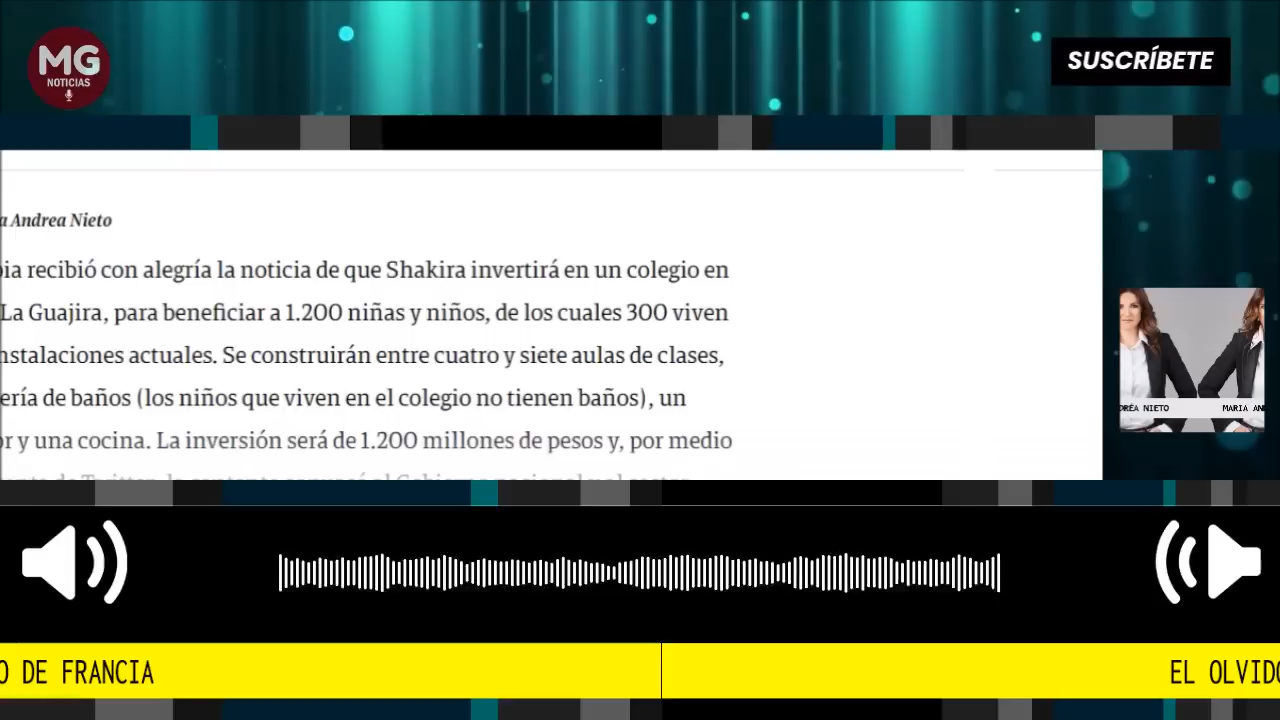 MG
NOTICIAS
SUSCRÍBETE
a Andrea Nieto
bia recibió con alegría la noticia de que Shakira invertirá en un colegio en
La Guajira, para beneficiar a 1.200 niñas y niños, de los cuales 300 viven
nstalaciones actuales. Se construirán entre cuatro y siete aulas de clases,
ería de baños (los niños que viven en el colegio no tienen baños), un
or y una cocina. La inversión será de 1.200 millones de pesos y, por medio
DREA NIETO MARIA AN
O DE FRANCIA EL OLVIDO